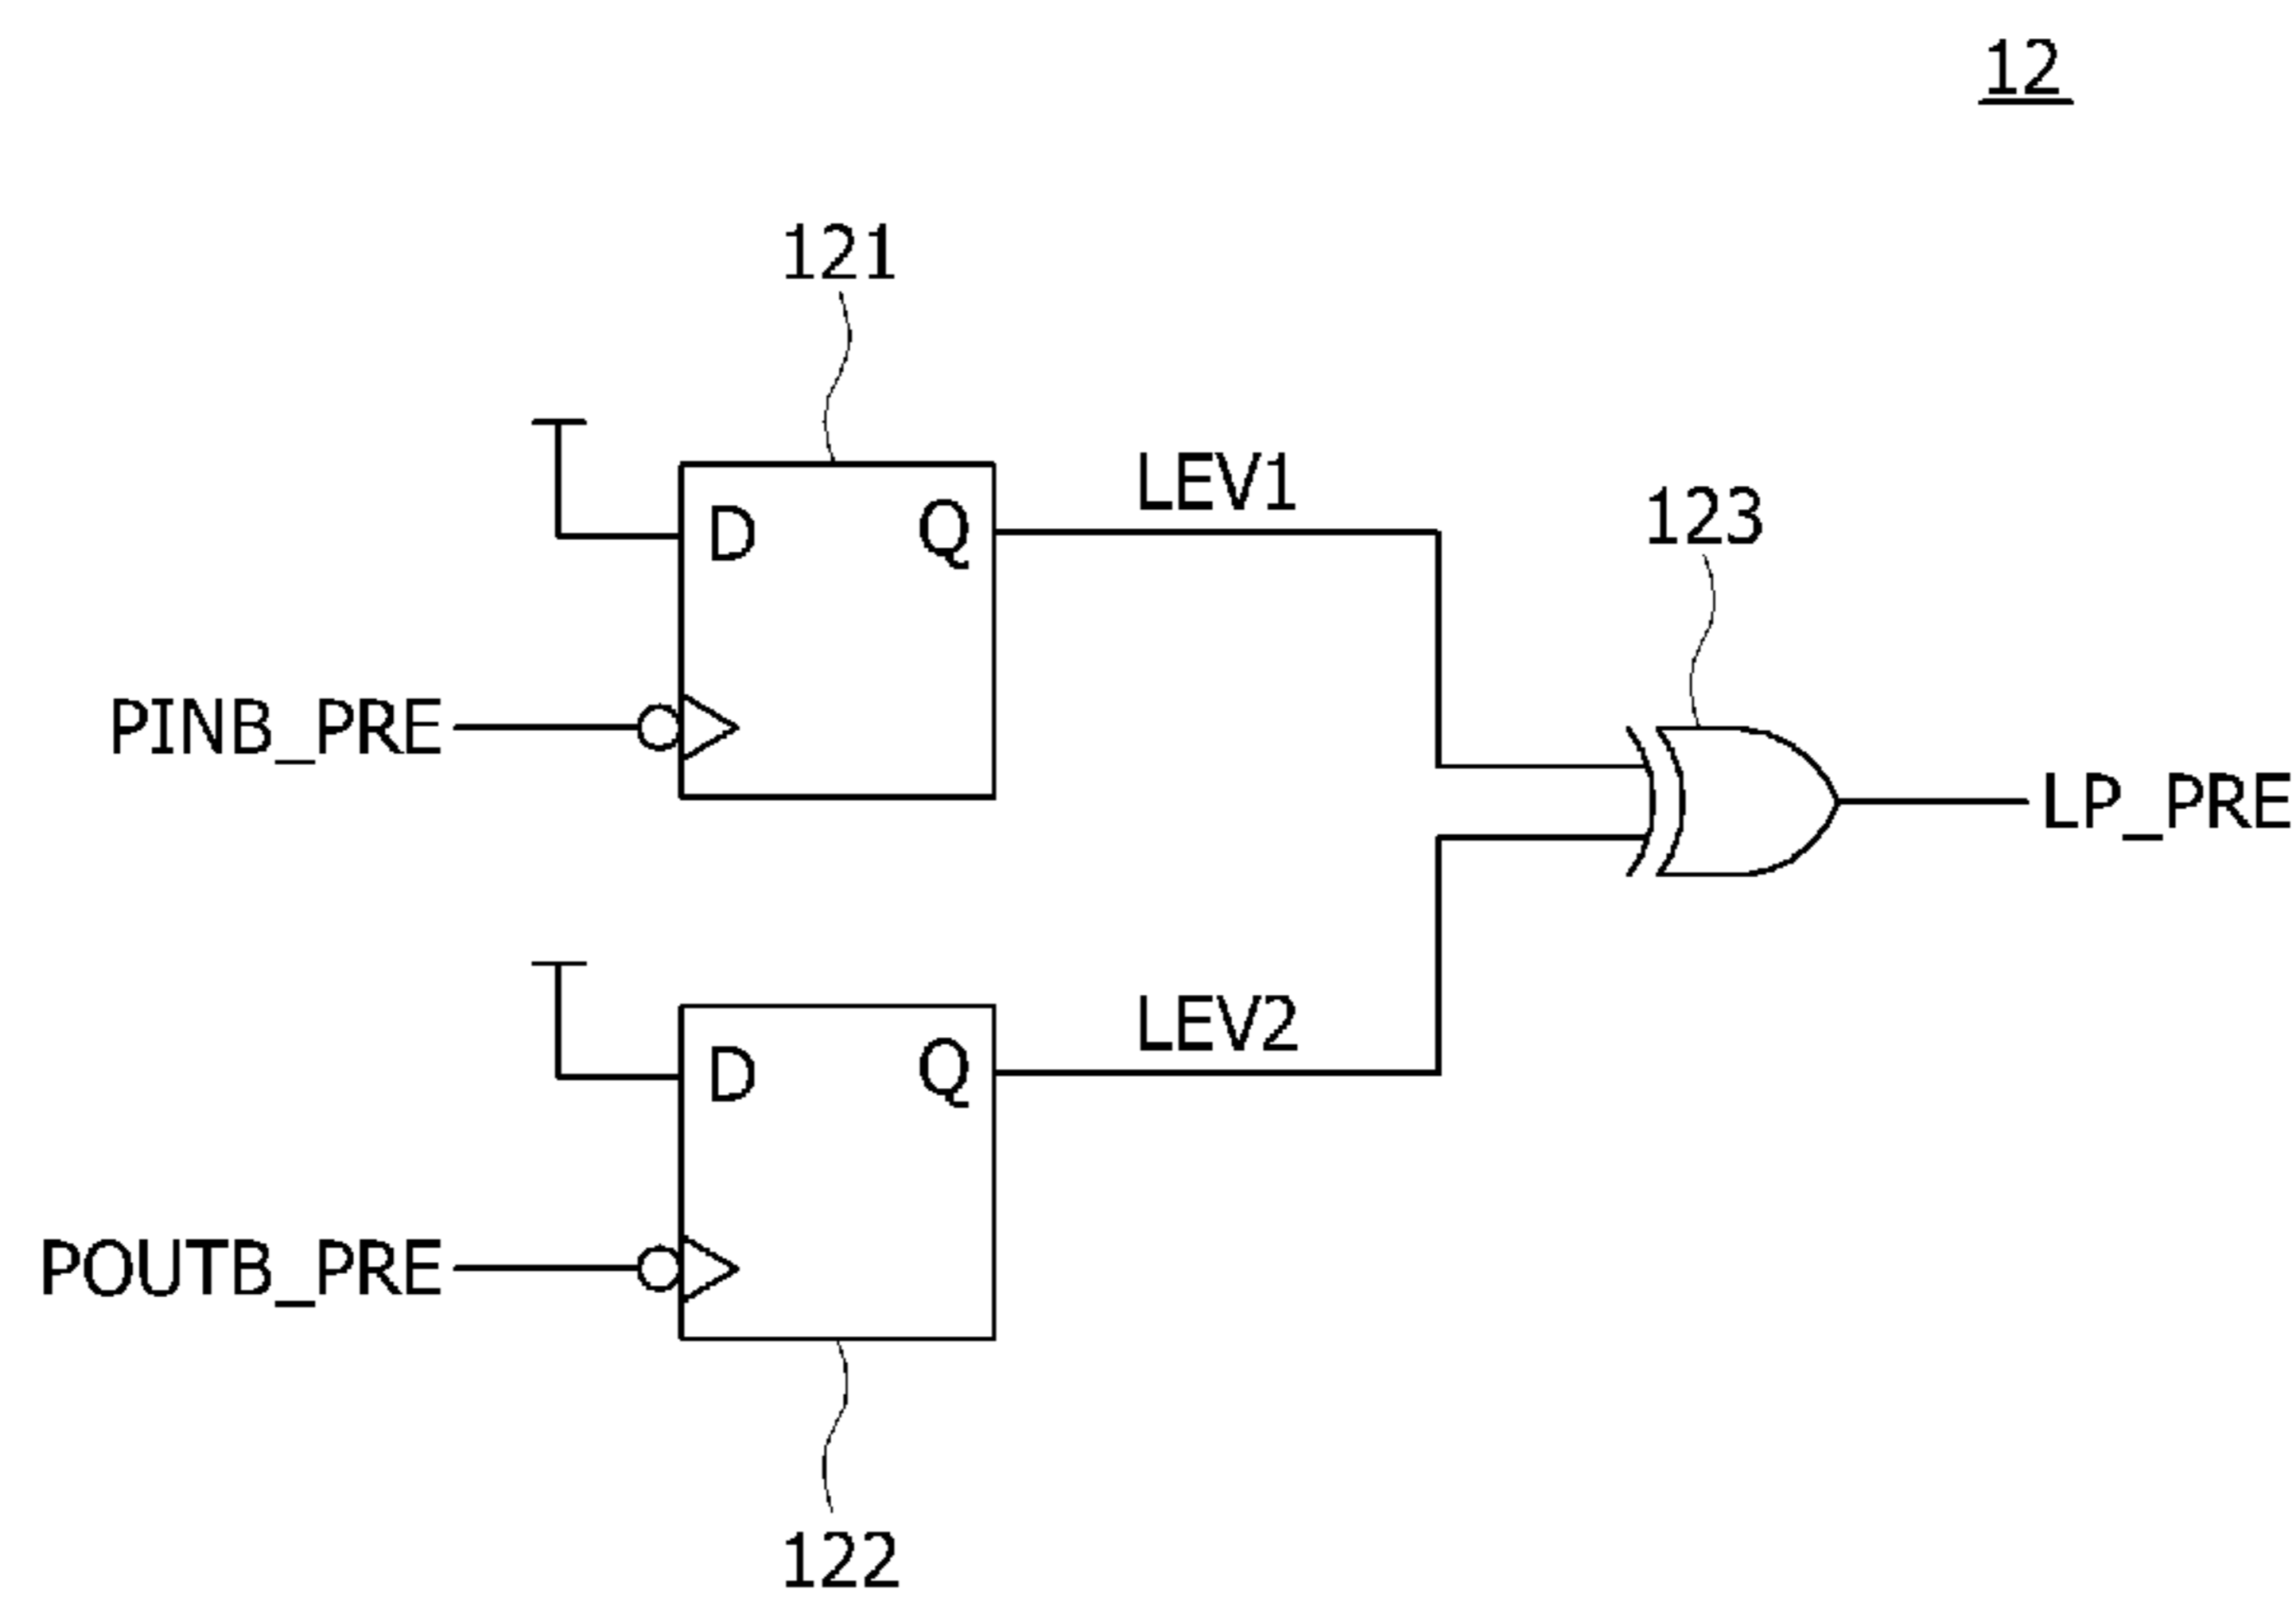 12
121
D Q
LEV1
123
PINB_PRE
LP_PRE
D Q
LEV2
POUTB_PRE
122